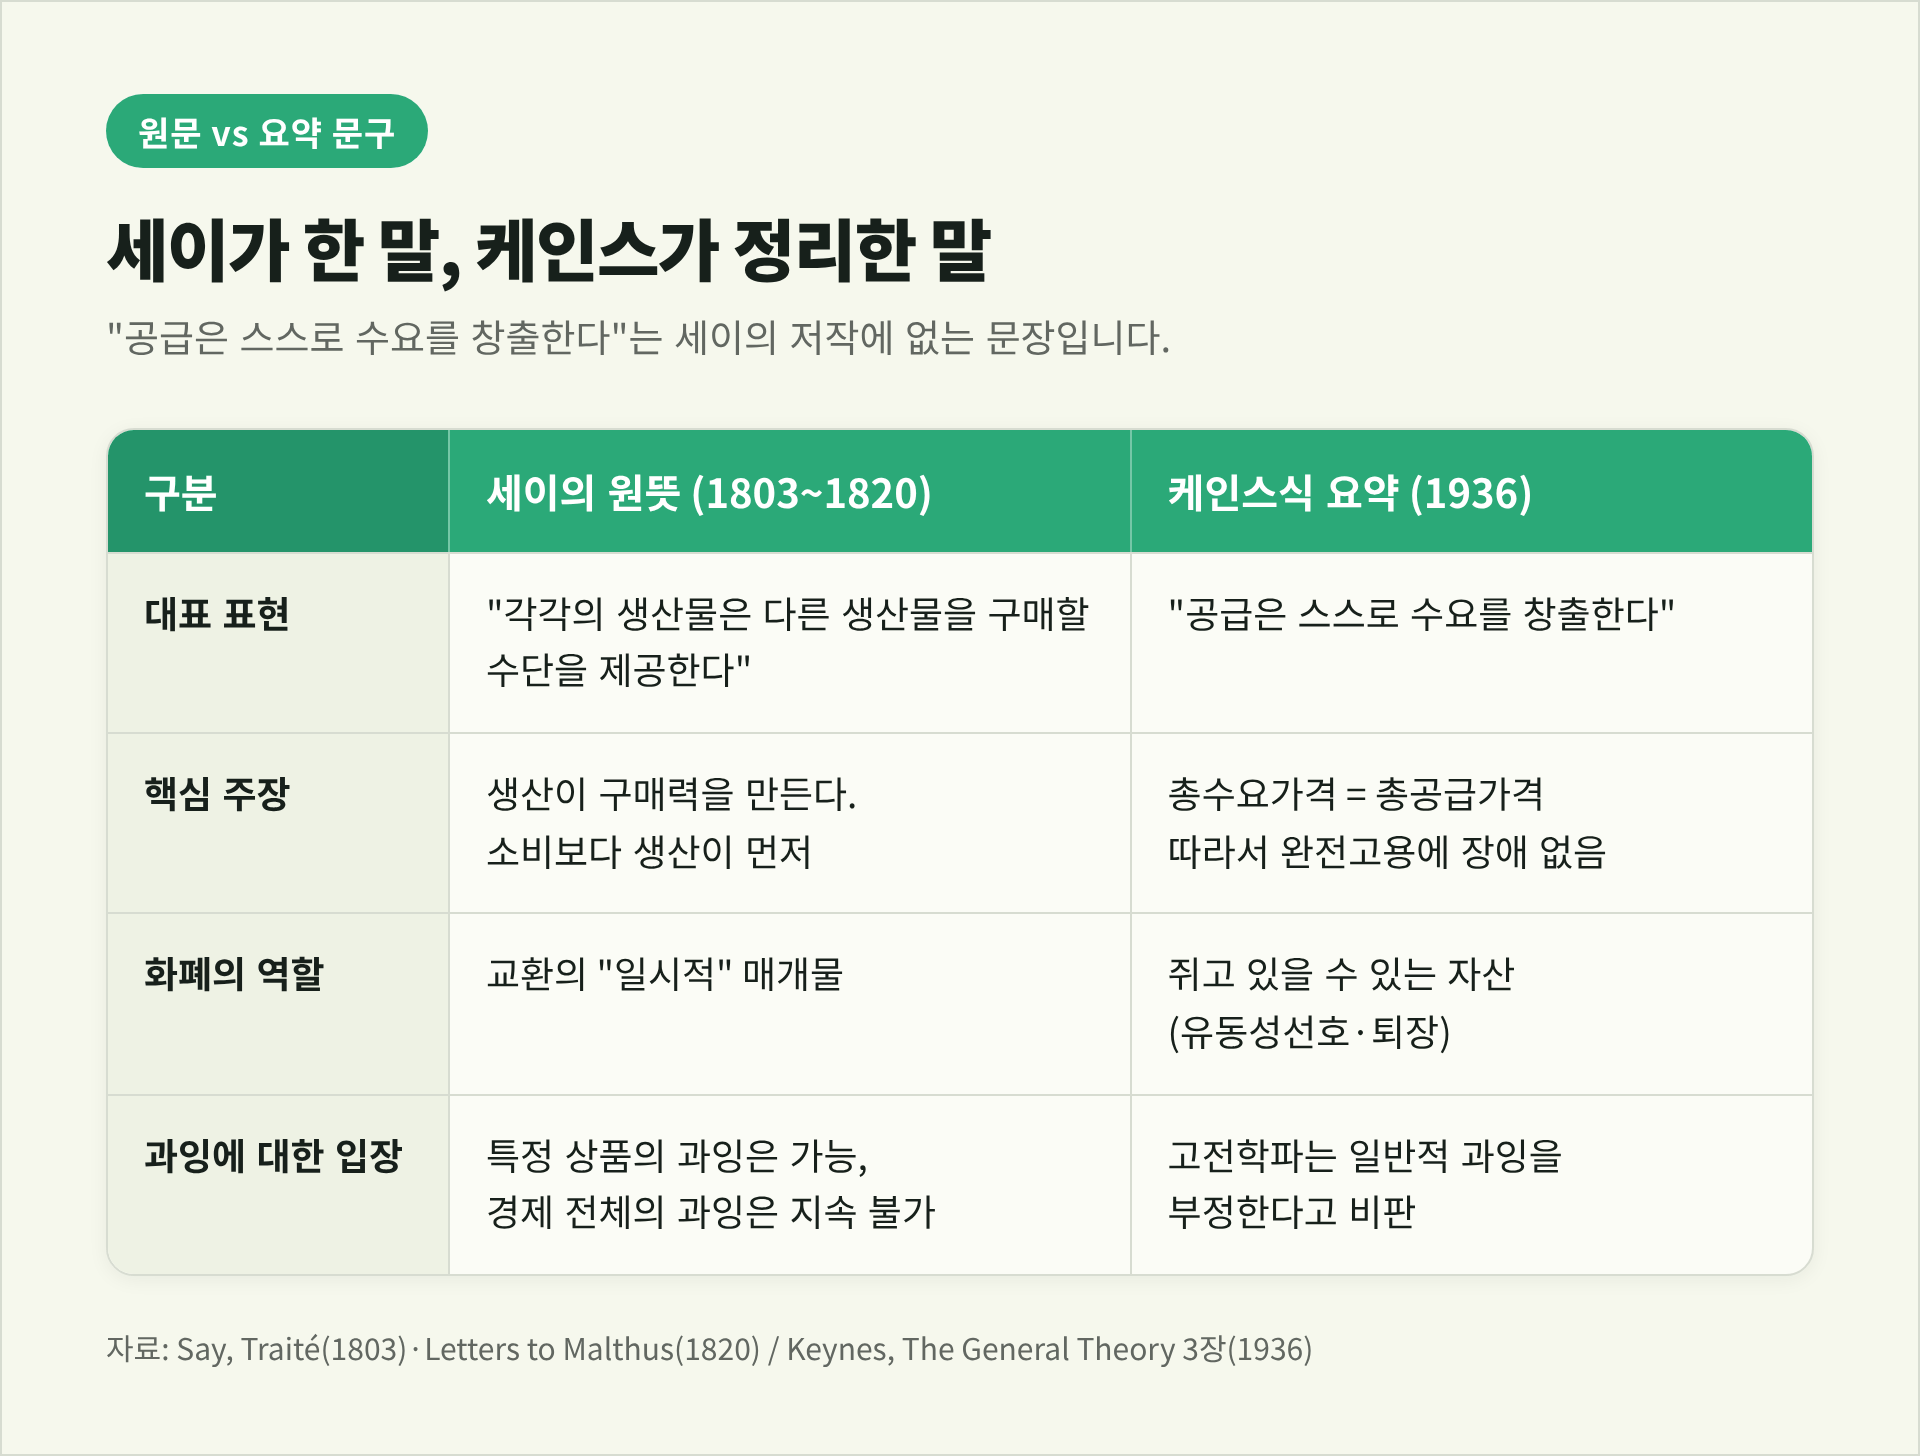 원문 vs 요약 문구
세이가 한 말, 케인스가 정리한 말
"공급은 스스로 수요를 창출한다"는 세이의 저작에 없는 문장입니다.
구분
세이의 원뜻 (1803~1820)
케인스식 요약 (1936)
대표 표현
"각각의 생산물은 다른 생산물을 구매할
수단을 제공한다"
"공급은 스스로 수요를 창출한다"
핵심 주장
생산이 구매력을 만든다.
소비보다 생산이 먼저
총수요가격 = 총공급가격
따라서 완전고용에 장애 없음
화폐의 역할
교환의 "일시적" 매개물
쥐고 있을 수 있는 자산
(유동성선호·퇴장)
과잉에 대한 입장
특정 상품의 과잉은 가능,
경제 전체의 과잉은 지속 불가
고전학파는 일반적 과잉을
부정한다고 비판
자료: Say, Traité(1803)·Letters to Malthus(1820) / Keynes, The General Theory 3장(1936)